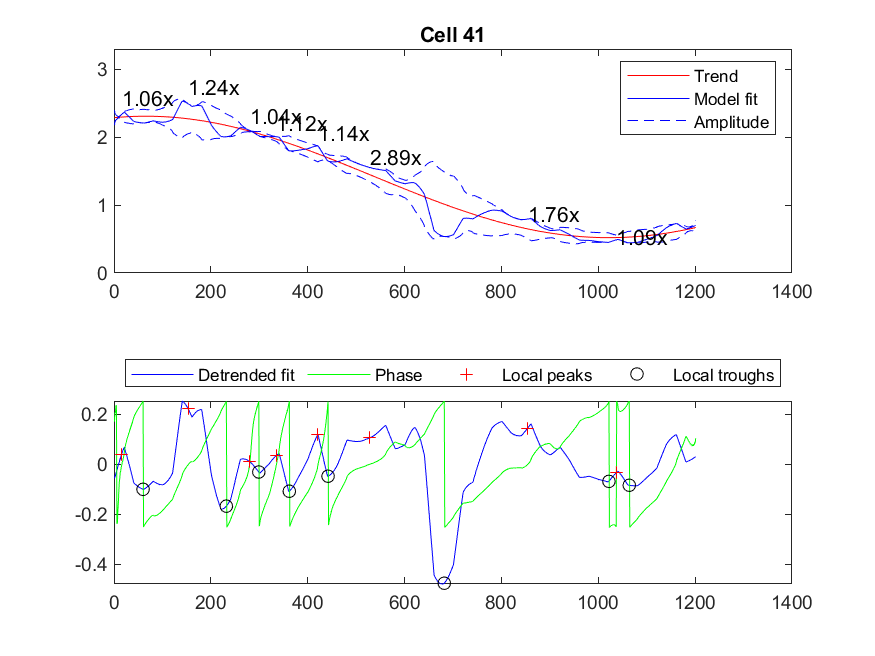 Cell 41
3
2
1
0
1.06x
1.24x
1.04x
1.12x
1.14x
2.89x
1.76x
1.09x
Trend
Model fit
Amplitude
0 200 400 600 800 1000 1200 1400
Detrended fit Phase Local peaks Local troughs
0.2
0
-0.2
-0.4
0 200 400 600 800 1000 1200 1400